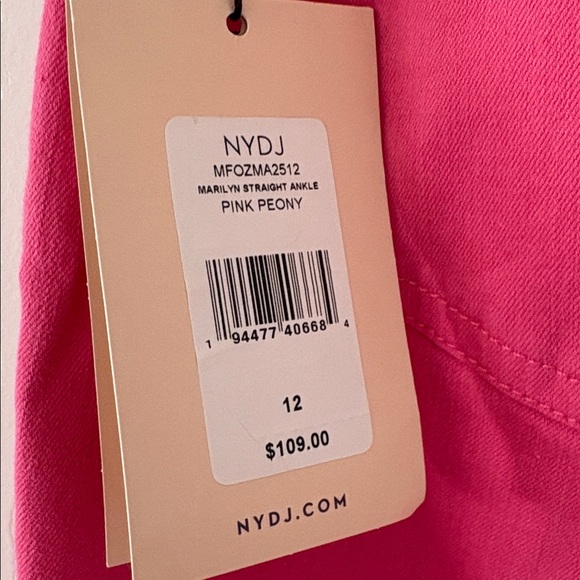 NYDJ
MFOZMA2512
MARILYN STRAIGHT ANKLE
PINK PEONY
1 94477 40668 4
12
$109.00
NYDJ.COM